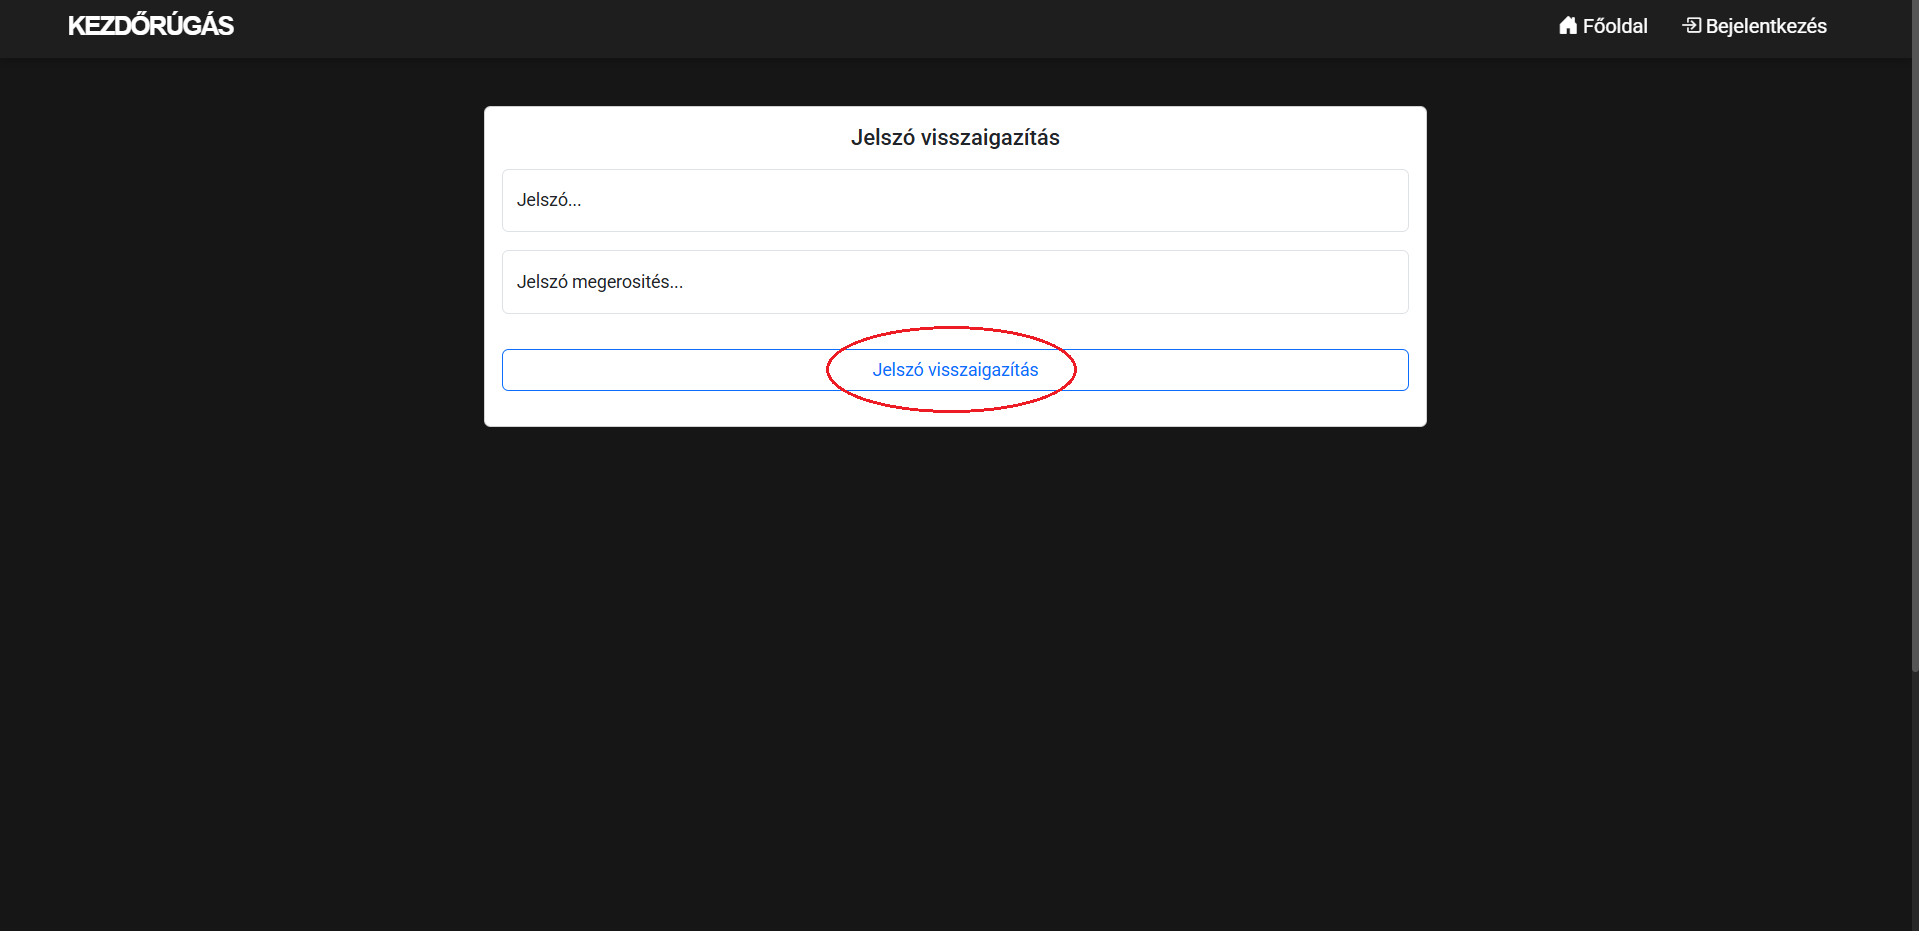 KEZDŐRÚGÁS
Főoldal
Bejelentkezés
Jelszó visszaigazítás
Jelszó...
Jelszó megerosités...
Jelszó visszaigazítás